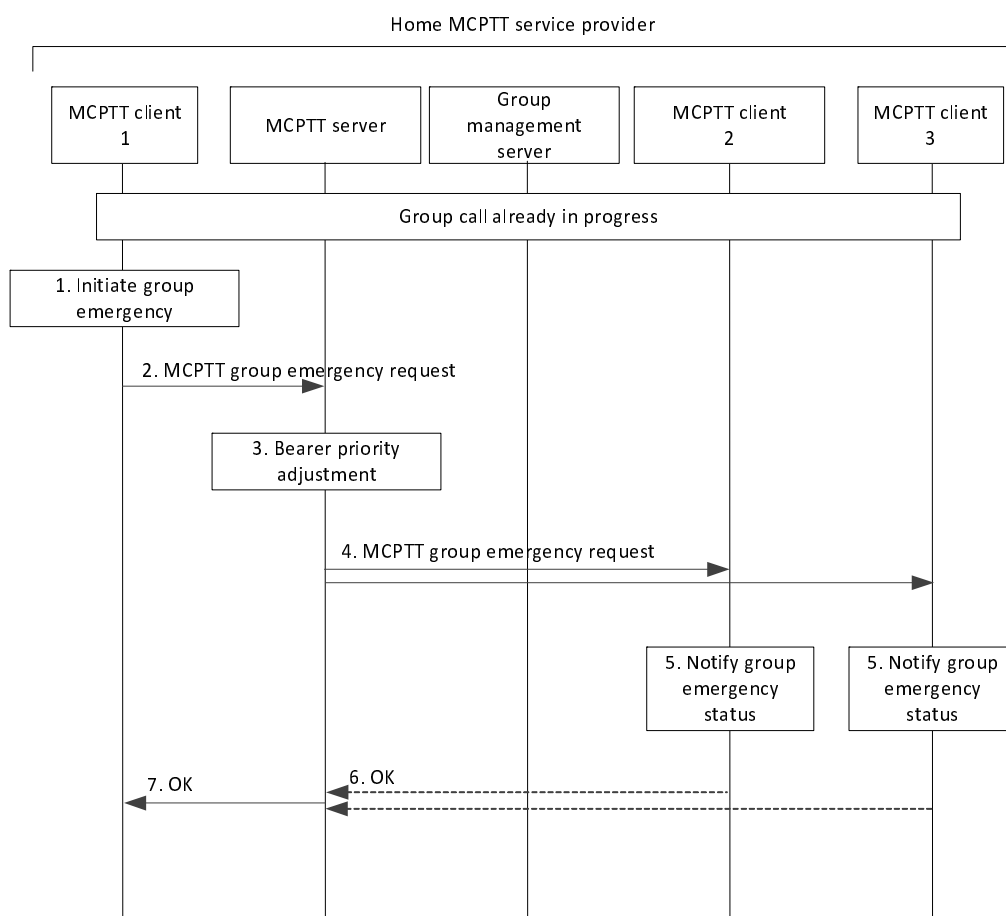 Home MCPTT service provider
MCPTT client
1
MCPTT server
Group
management
server
MCPTT client
2
MCPTT client
3
Group call already in progress
1. Initiate group
emergency
2. MCPTT group emergency request
3. Bearer priority
adjustment
4. MCPTT group emergency request
5. Notify group
emergency
status
5. Notify group
emergency
status
6. OK
7. OK